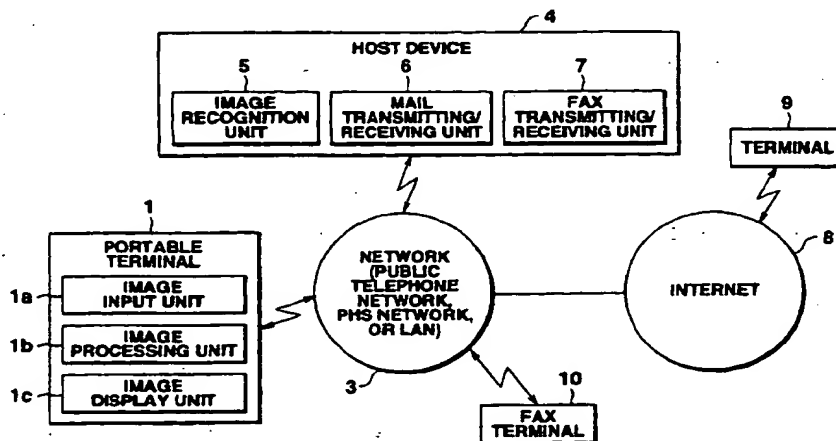 4
HOST DEVICE
5
6
7
IMAGE
RECOGNITION
UNIT
MAIL
TRANSMITTING/
RECEIVING UNIT
FAX
TRANSMITTING/
RECEIVING UNIT
9
TERMINAL
1
PORTABLE
TERMINAL
1a
IMAGE
INPUT UNIT
1b
IMAGE
PROCESSING UNIT
1c
IMAGE
DISPLAY UNIT
NETWORK
(PUBLIC
TELEPHONE
NETWORK,
PHS NETWORK,
OR LAN)
3
INTERNET
8
10
FAX
TERMINAL